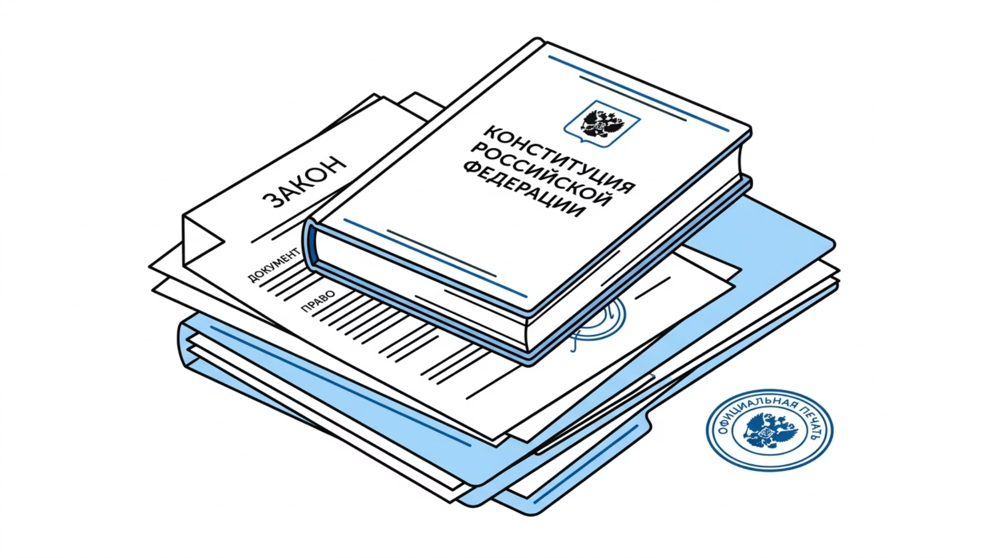 КОНСТИТУЦИЯ
РОССИЙСКОЙ
ФЕДЕРАЦИИ
ЗАКОН
ДОКУМЕНТ
ПРАВО
ОФИЦИАЛЬНАЯ ПЕЧАТЬ